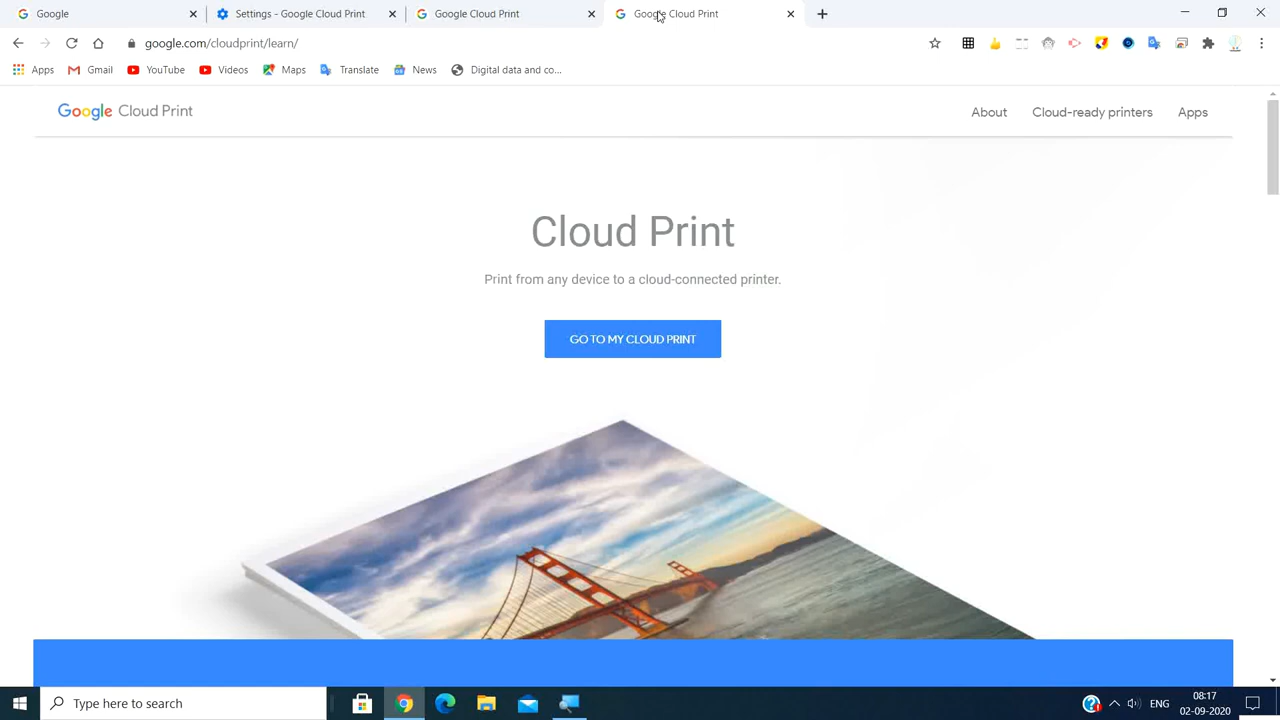 Google
Settings - Google Cloud Print
Google Cloud Print
Google Cloud Print
google.com/cloudprint/learn/
Apps
Gmail
YouTube
Videos
Maps
Translate
News
Digital data and co...
Google Cloud Print
About
Cloud-ready printers
Apps
Cloud Print
Print from any device to a cloud-connected printer.
GO TO MY CLOUD PRINT
Type here to search
ENG
08:17
02-09-2020